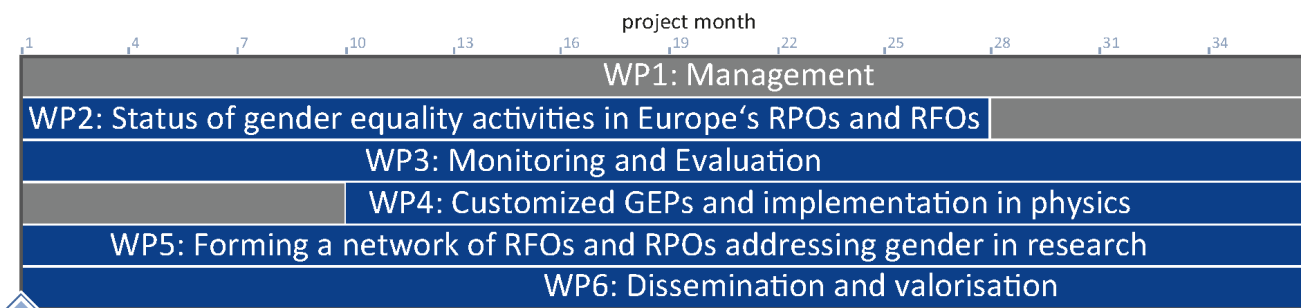 project month
1 4 7 10 13 16 19 22 25 28 31 34
WP1: Management
WP2: Status of gender equality activities in Europe‘s RPOs and RFOs
WP3: Monitoring and Evaluation
WP4: Customized GEPs and implementation in physics
WP5: Forming a network of RFOs and RPOs addressing gender in research
WP6: Dissemination and valorisation